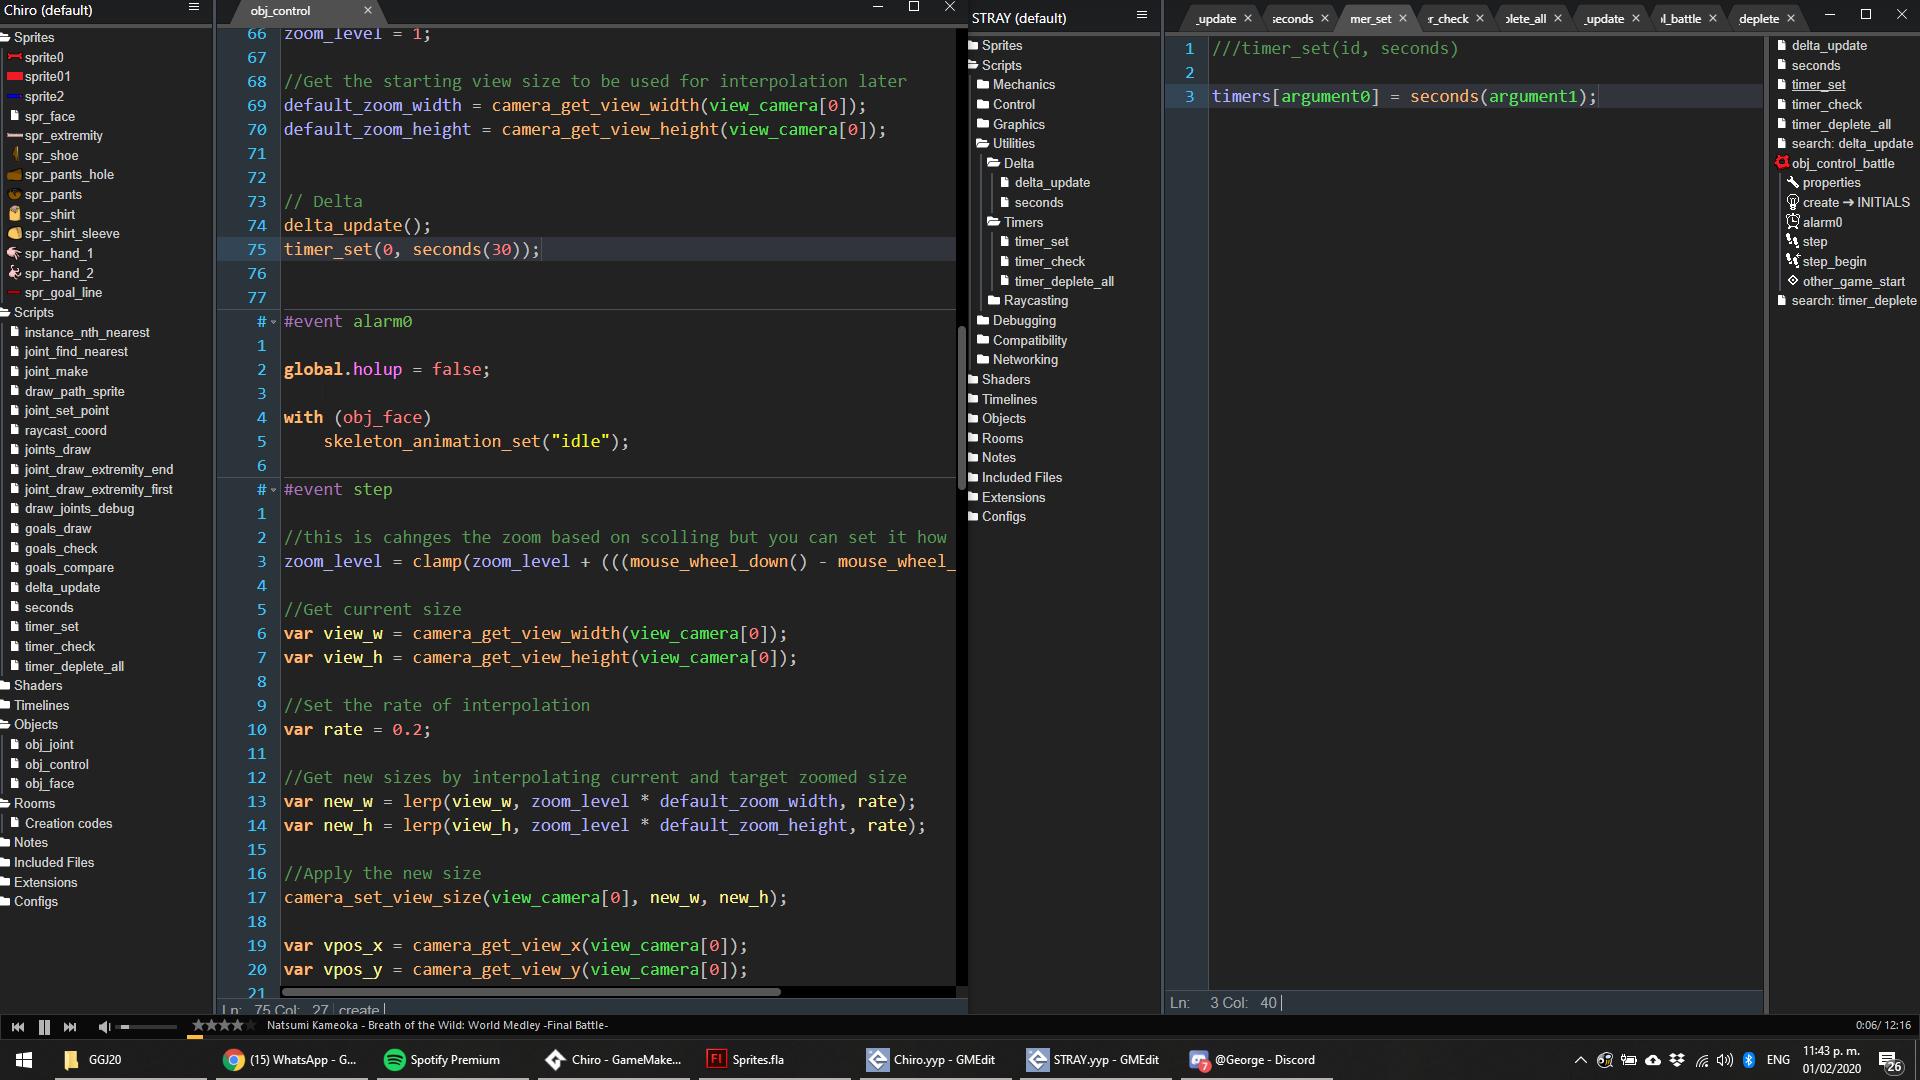 Chiro (default)
Sprites
sprite0
sprite01
sprite2
spr_face
spr_extremity
spr_shoe
spr_pants_hole
spr_pants
spr_shirt
spr_shirt_sleeve
spr_hand_1
spr_hand_2
spr_goal_line
Scripts
instance_nth_nearest
joint_find_nearest
joint_make
draw_path_sprite
joint_set_point
raycast_coord
joints_draw
joint_draw_extremity_end
joint_draw_extremity_first
draw_joints_debug
goals_draw
goals_check
goals_compare
delta_update
seconds
timer_set
timer_check
timer_deplete_all
Shaders
Timelines
Objects
obj_joint
obj_control
obj_face
Rooms
Creation codes
Notes
Included Files
Extensions
Configs
obj_control
66 zoom_level = 1;
67
68 //Get the starting view size to be used for interpolation later
69 default_zoom_width = camera_get_view_width(view_camera[0]);
70 default_zoom_height = camera_get_view_height(view_camera[0]);
71
72
73 // Delta
74 delta_update();
75 timer_set(0, seconds(30));
76
77
# #event alarm0
1
2 global.holup = false;
3
4 with (obj_face)
5 skeleton_animation_set("idle");
6
# #event step
1
2 //this is cahnges the zoom based on scolling but you can set it how
3 zoom_level = clamp(zoom_level + (((mouse_wheel_down() - mouse_wheel_
4
5 //Get current size
6 var view_w = camera_get_view_width(view_camera[0]);
7 var view_h = camera_get_view_height(view_camera[0]);
8
9 //Set the rate of interpolation
10 var rate = 0.2;
11
12 //Get new sizes by interpolating current and target zoomed size
13 var new_w = lerp(view_w, zoom_level * default_zoom_width, rate);
14 var new_h = lerp(view_h, zoom_level * default_zoom_height, rate);
15
16 //Apply the new size
17 camera_set_view_size(view_camera[0], new_w, new_h);
18
19 var vpos_x = camera_get_view_x(view_camera[0]);
20 var vpos_y = camera_get_view_y(view_camera[0]);
21
Ln: 75 Col: 27 create
STRAY (default)
Sprites
Scripts
Mechanics
Control
Graphics
Utilities
Delta
delta_update
seconds
Timers
timer_set
timer_check
timer_deplete_all
Raycasting
Debugging
Compatibility
Networking
Shaders
Timelines
Objects
Rooms
Notes
Included Files
Extensions
Configs
_update seconds mer_set r_check plete_all _update l_battle deplete
1 ///timer_set(id, seconds)
2
3 timers[argument0] = seconds(argument1);
Ln: 3 Col: 40
delta_update
seconds
timer_set
timer_check
timer_deplete_all
search: delta_update
obj_control_battle
properties
create → INITIALS
alarm0
step
step_begin
other_game_start
search: timer_deplete
Natsumi Kameoka - Breath of the Wild: World Medley -Final Battle-
0:06/ 12:16
GGJ20
(15) WhatsApp - G...
Spotify Premium
Chiro - GameMake...
Fl Sprites.fla
Chiro.yyp - GMEdit
STRAY.yyp - GMEdit
7 @George - Discord
ENG
11:43 p. m.
01/02/2020
26